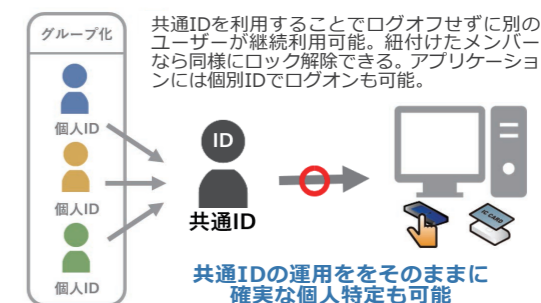 グループ化
共通IDを利用することでログオフせずに別の
ユーザーが継続利用可能。紐付けたメンバー
なら同様にロック解除できる。アプリケーショ
ンには個別IDでログオンも可能。
個人ID
個人ID
個人ID
ID
共通ID
IC CARD
共通IDの運用ををそのままに
確実な個人特定も可能